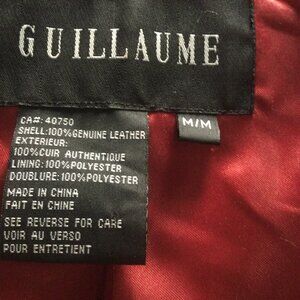 GUILLAUME
M/M
CA#: 40750
SHELL:100%GENUINE LEATHER
EXTERIEUR:
100%CUIR AUTHENTIQUE
LINING:100%POLYESTER
DOUBLURE:100%POLYESTER
MADE IN CHINA
FAIT EN CHINE
SEE REVERSE FOR CARE
VOIR AU VERSO
POUR ENTRETIENT